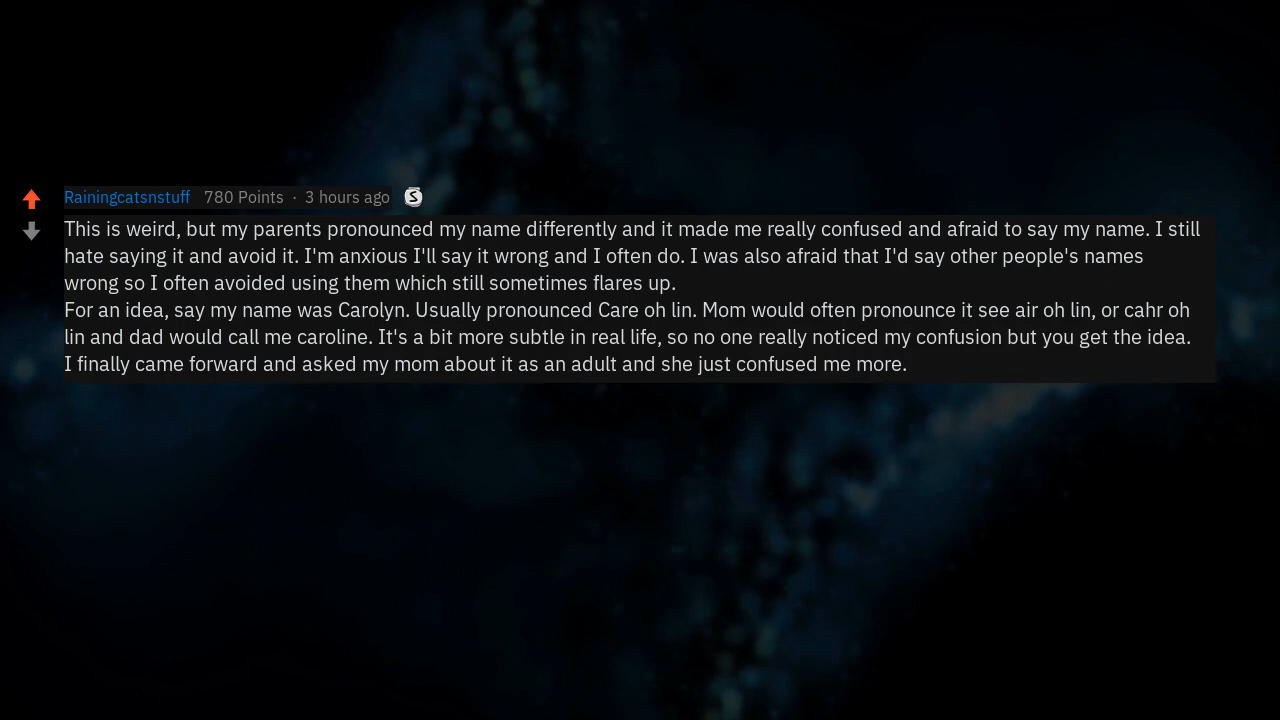 Rainingcatsnstuff 780 Points · 3 hours ago S
This is weird, but my parents pronounced my name differently and it made me really confused and afraid to say my name. I still
hate saying it and avoid it. I'm anxious I'll say it wrong and I often do. I was also afraid that I'd say other people's names
wrong so I often avoided using them which still sometimes flares up.
For an idea, say my name was Carolyn. Usually pronounced Care oh lin. Mom would often pronounce it see air oh lin, or cahr oh
lin and dad would call me caroline. It's a bit more subtle in real life, so no one really noticed my confusion but you get the idea.
I finally came forward and asked my mom about it as an adult and she just confused me more.